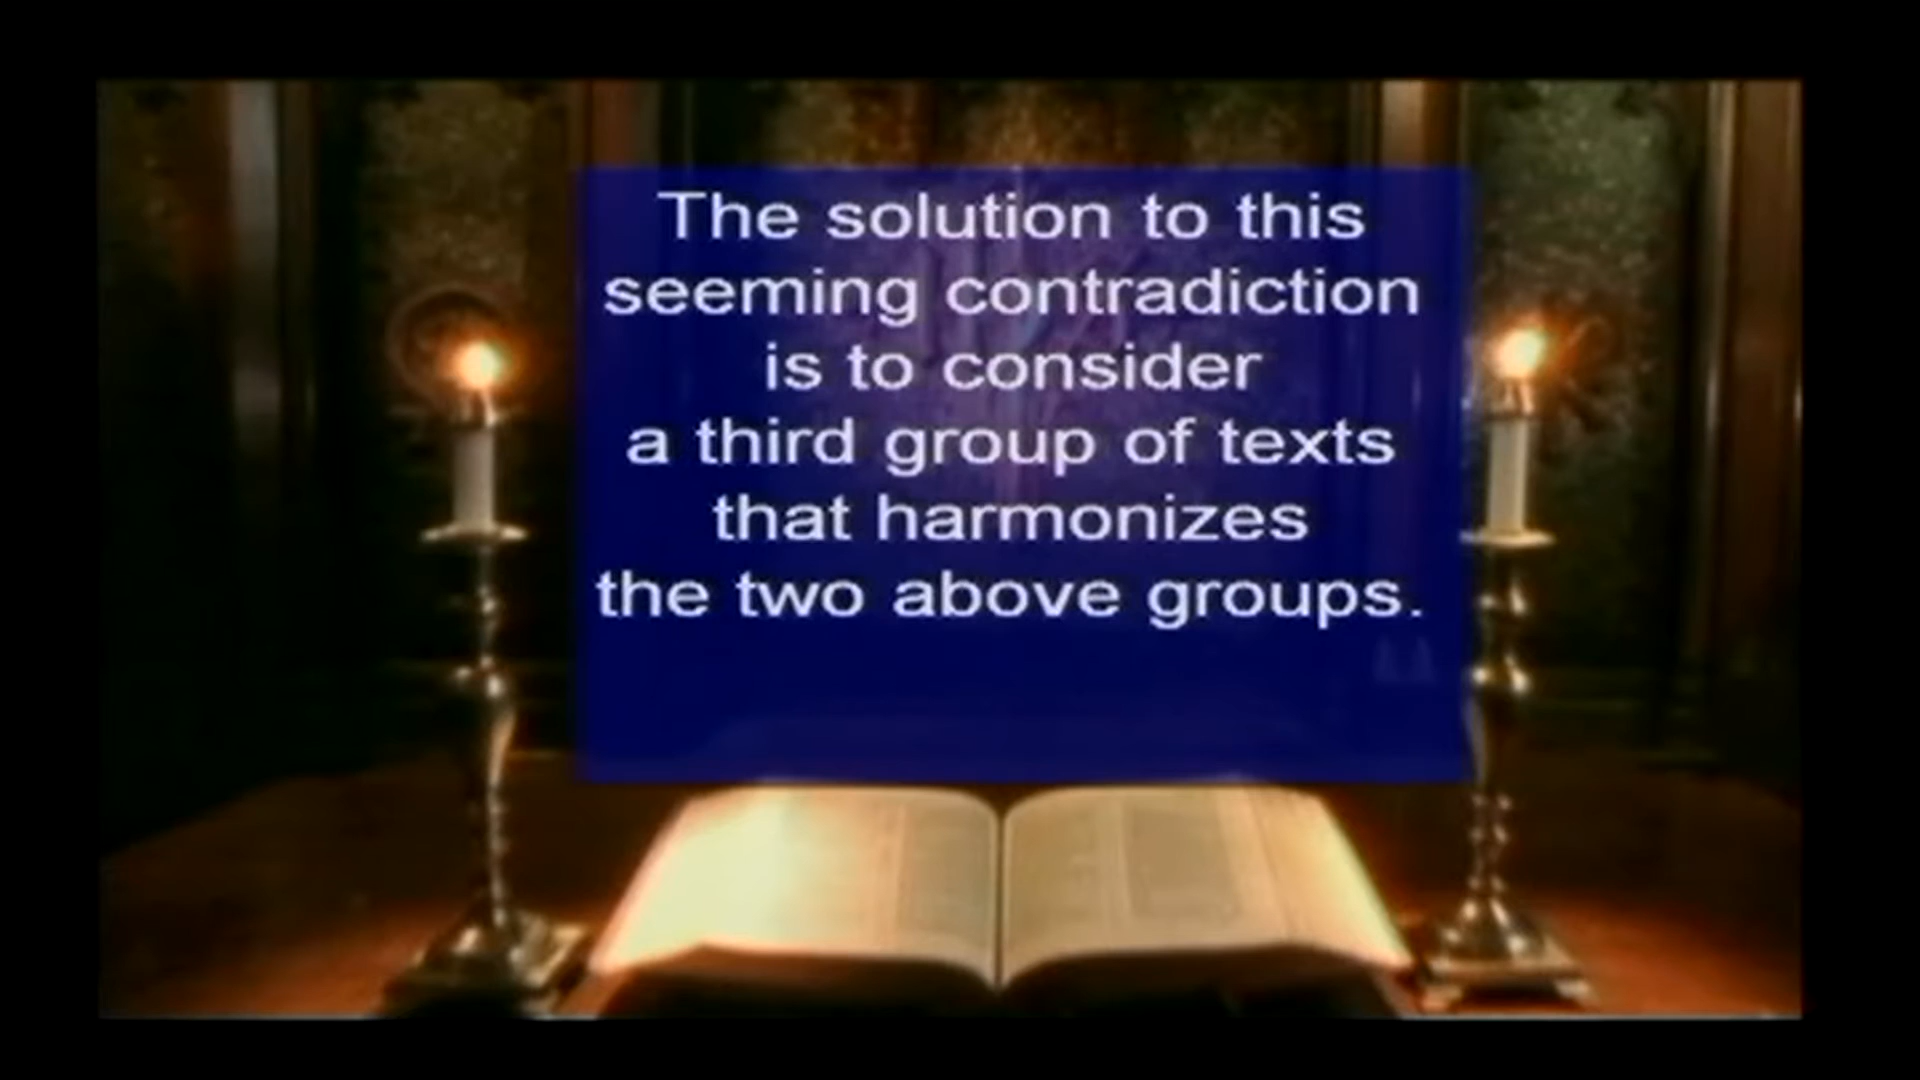 The solution to this
seeming contradiction
is to consider
a third group of texts
that harmonizes
the two above groups.